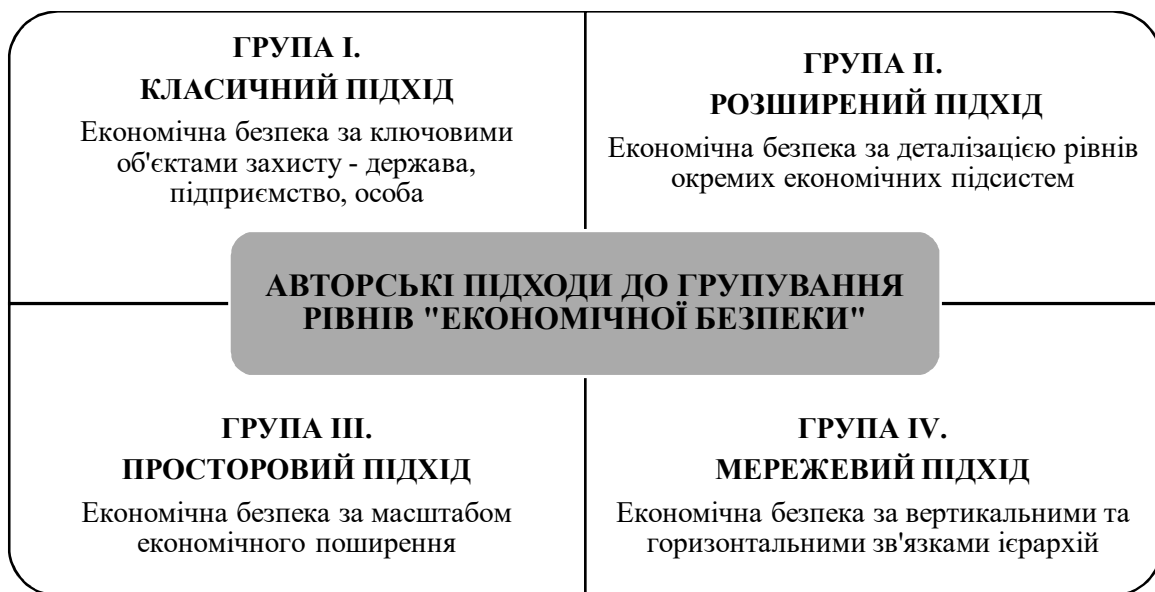 ГРУПА І.
КЛАСИЧНИЙ ПІДХІД
Економічна безпека за ключовими
об'єктами захисту - держава,
підприємство, особа
ГРУПА ІІ.
РОЗШИРЕНИЙ ПІДХІД
Економічна безпека за деталізацією рівнів
окремих економічних підсистем
АВТОРСЬКІ ПІДХОДИ ДО ГРУПУВАННЯ
РІВНІВ "ЕКОНОМІЧНОЇ БЕЗПЕКИ"
ГРУПА ІІІ.
ПРОСТОРОВИЙ ПІДХІД
Економічна безпека за масштабом
економічного поширення
ГРУПА IV.
МЕРЕЖЕВИЙ ПІДХІД
Економічна безпека за вертикальними та
горизонтальними зв'язками ієрархій